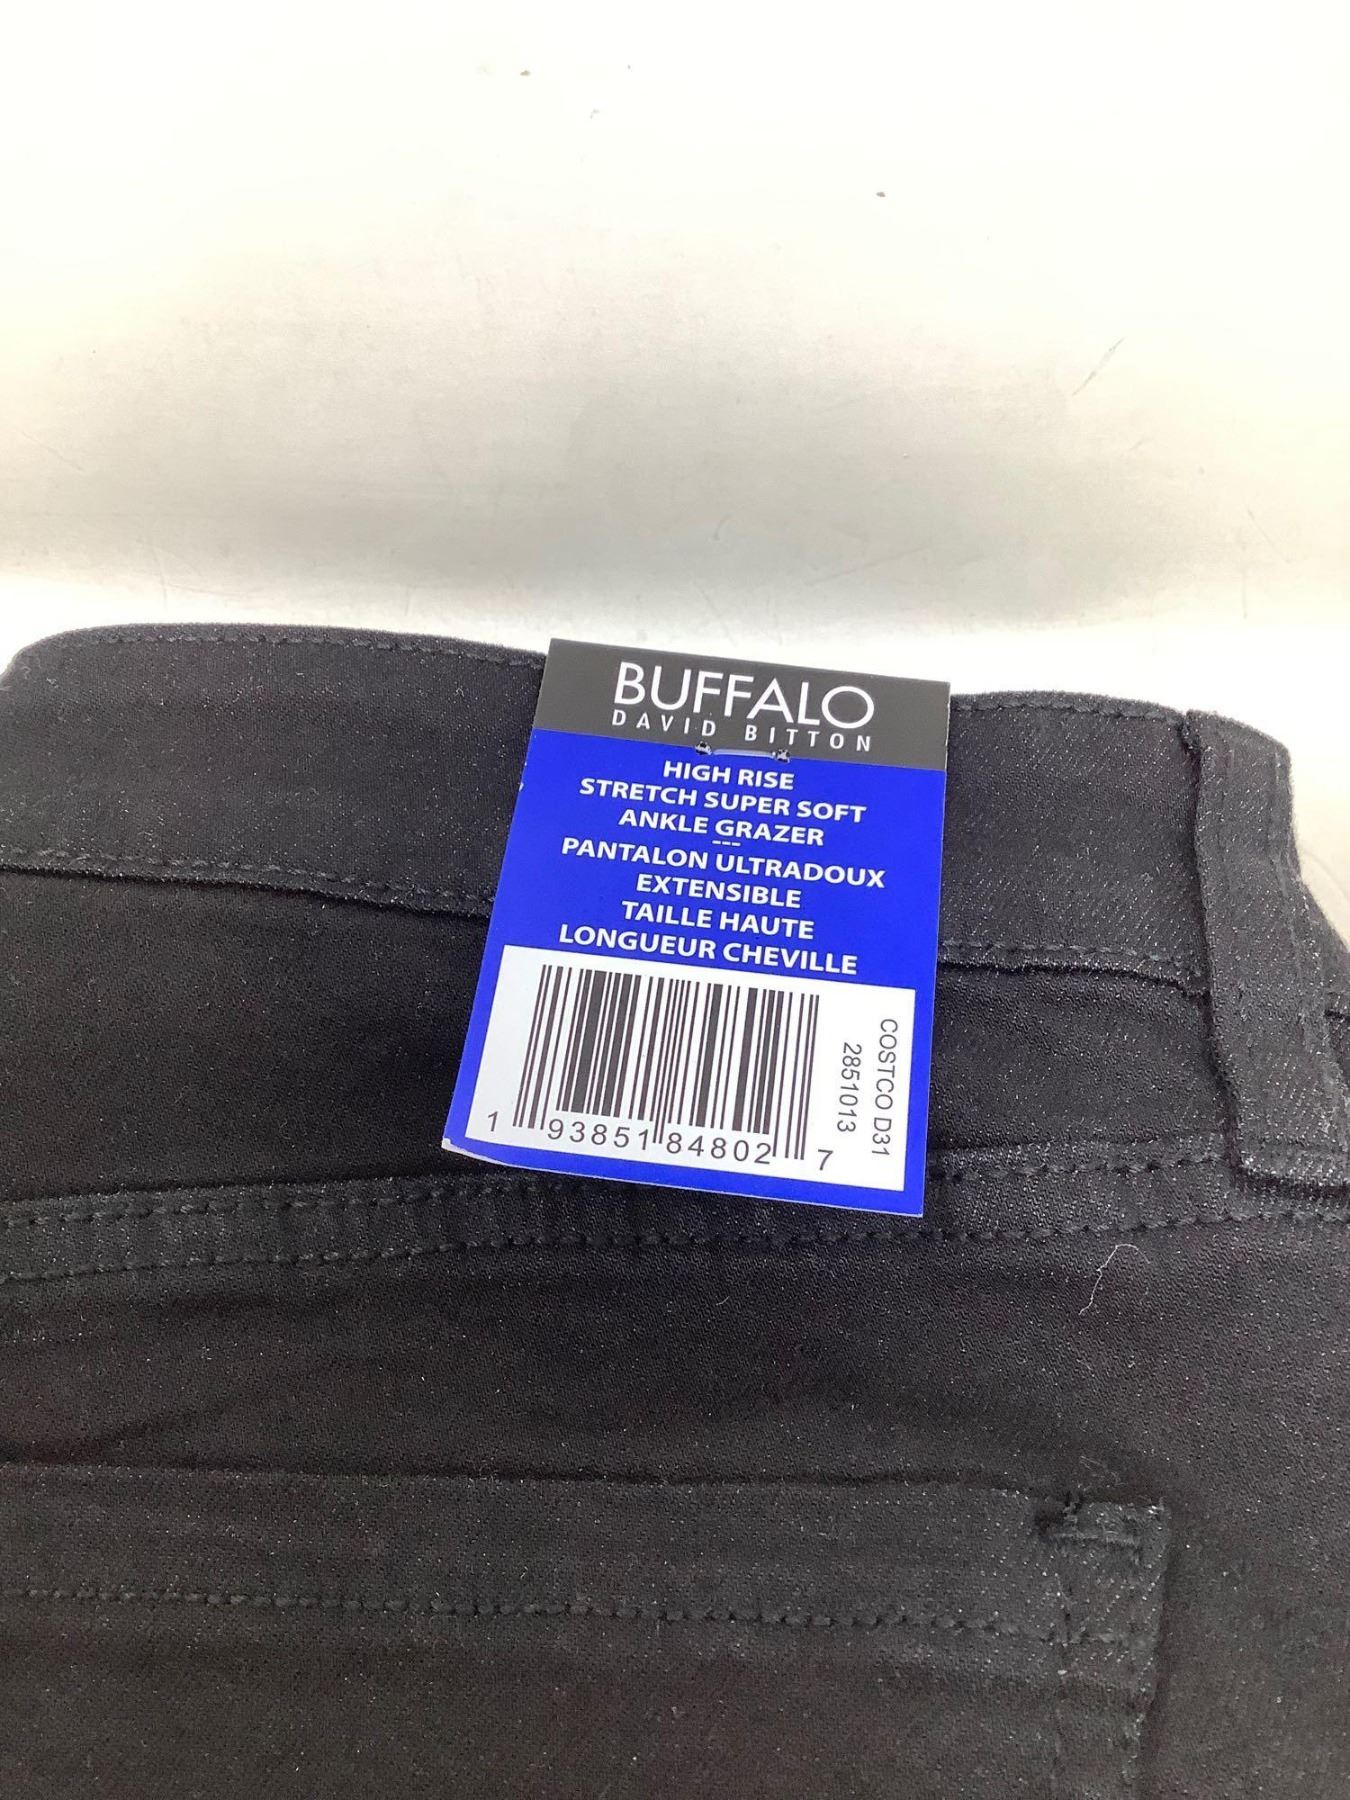 BUFFALO
DAVID BITTON
HIGH RISE
STRETCH SUPER SOFT
ANKLE GRAZER
---
PANTALON ULTRADOUX
EXTENSIBLE
TAILLE HAUTE
LONGUEUR CHEVILLE
1 93851 84802 7
COSTCO D31
2851013